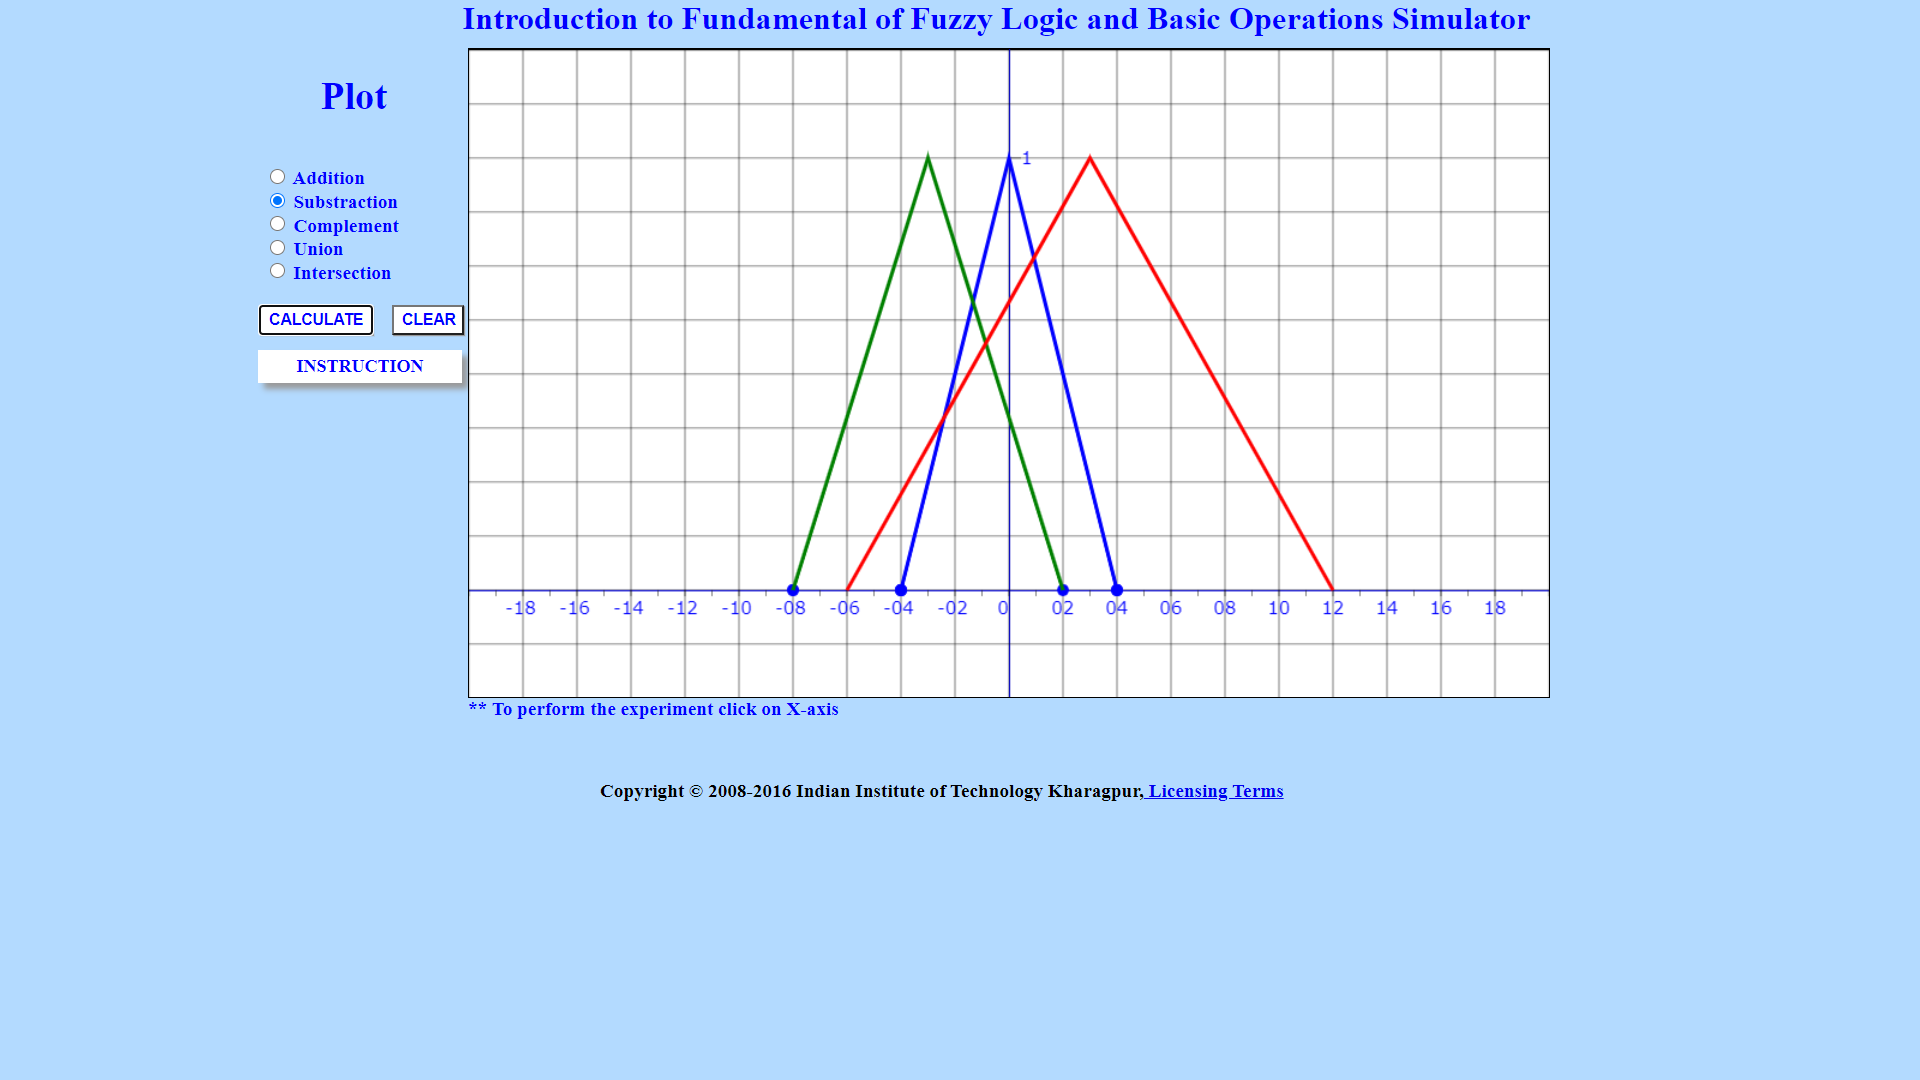 Introduction to Fundamental of Fuzzy Logic and Basic Operations Simulator
Plot
Addition
Substraction
Complement
Union
Intersection
CALCULATE CLEAR
INSTRUCTION
1
-18 -16 -14 -12 -10 -08 -06 -04 -02 0 02 04 06 08 10 12 14 16 18
** To perform the experiment click on X-axis
Copyright © 2008-2016 Indian Institute of Technology Kharagpur, Licensing Terms